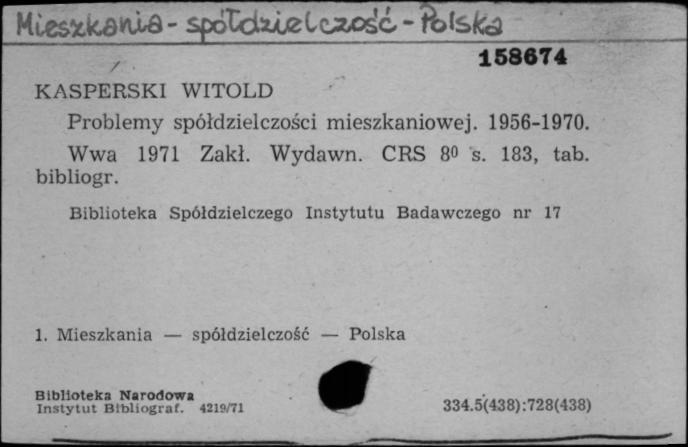 Mieszkania - spółdzielczość - Polska
158674
KASPERSKI WITOLD
Problemy spółdzielczości mieszkaniowej. 1956-1970.
Wwa 1971 Zakł. Wydawn. CRS 8⁰ s. 183, tab.
bibliogr.
Biblioteka Spółdzielczego Instytutu Badawczego nr 17
1. Mieszkania — spółdzielczość — Polska
Biblioteka Narodowa
Instytut Bibliograf. 4219/71
334.5(438):728(438)